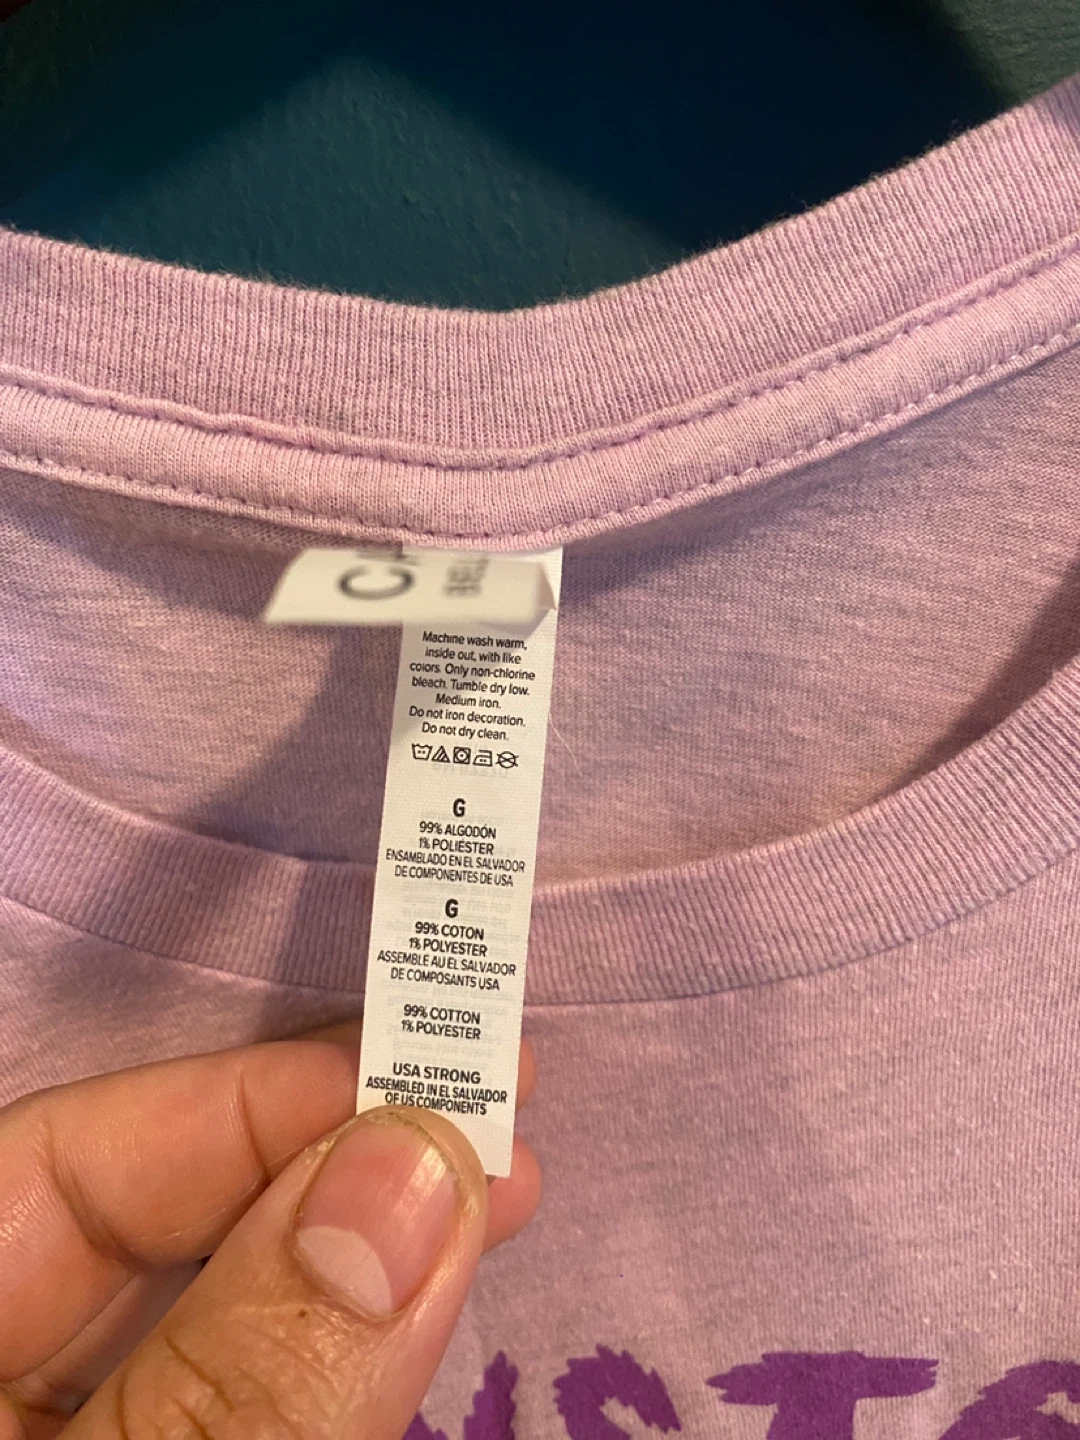 Machine wash warm,
inside out, with like
colors. Only non-chlorine
bleach. Tumble dry low.
Medium iron.
Do not iron decoration.
Do not dry clean.
G
99% ALGODÓN
1% POLIÉSTER
ENSAMBLADO EN EL SALVADOR
DE COMPONENTES DE USA
G
99% COTON
1% POLYESTER
ASSEMBLE AU EL SALVADOR
DE COMPOSANTS USA
99% COTTON
1% POLYESTER
USA STRONG
ASSEMBLED IN EL SALVADOR
OF US COMPONENTS